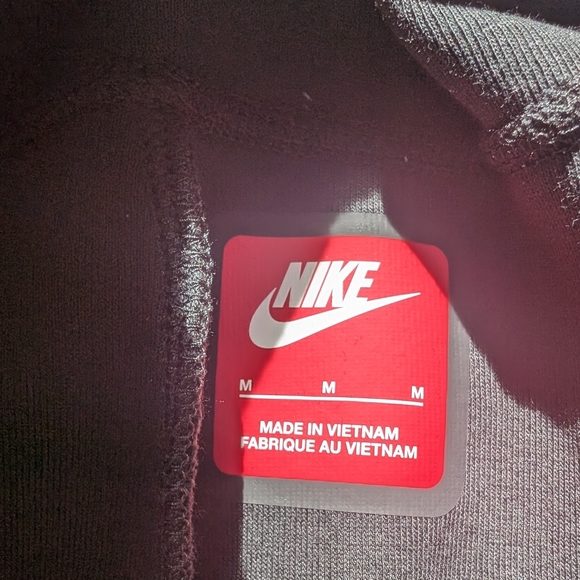 NIKE
M M M
MADE IN VIETNAM
FABRIQUE AU VIETNAM